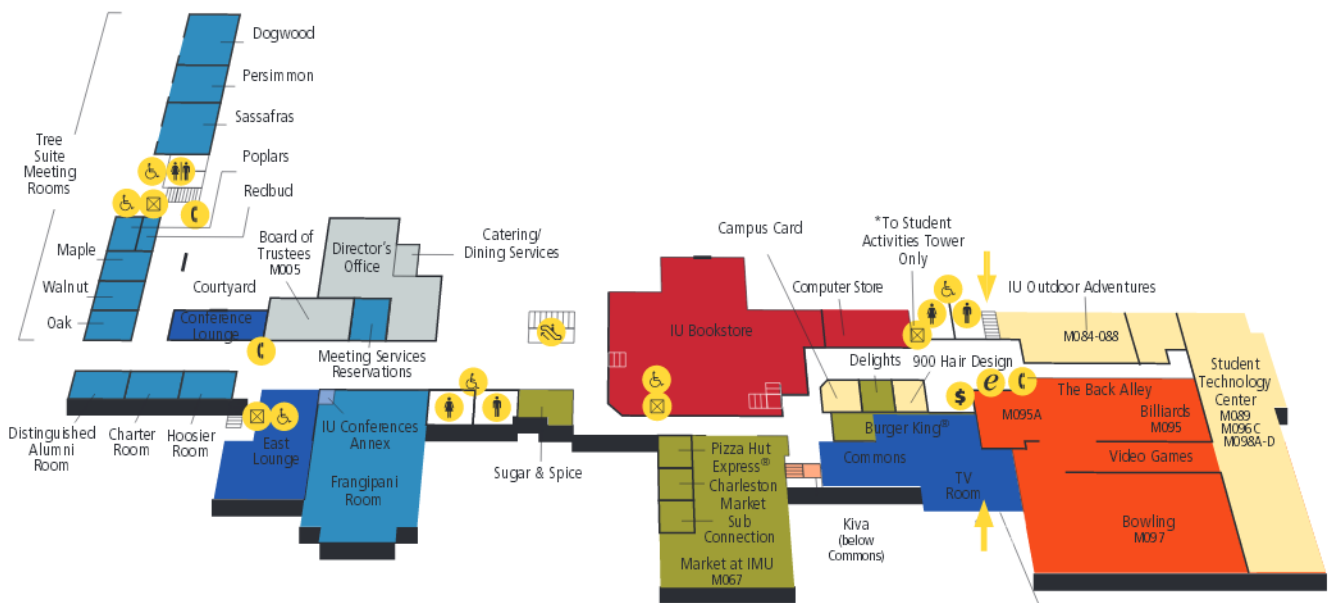 Dogwood
Persimmon
Sassafras
Tree
Suite
Meeting
Rooms
Poplars
Redbud
Maple
Walnut
Oak
Courtyard
Conference
Lounge
Board of
Trustees
M005
Director's
Office
Catering/
Dining Services
Meeting Services
Reservations
Distinguished
Alumni
Room
Charter
Room
Hoosier
Room
East
Lounge
IU Conferences
Annex
Frangipani
Room
Sugar & Spice
IU Bookstore
Computer Store
Campus Card
*To Student
Activities Tower
Only
IU Outdoor Adventures
M084-088
Delights
900 Hair Design
$
e
The Back Alley
M095A
Billiards
M095
Video Games
Bowling
M097
Student
Technology
Center
M089
M096C
M098A-D
Burger King®
Commons
TV
Room
Pizza Hut
Express®
Charleston
Market
Sub
Connection
Market at IMU
M067
Kiva
(below
Commons)